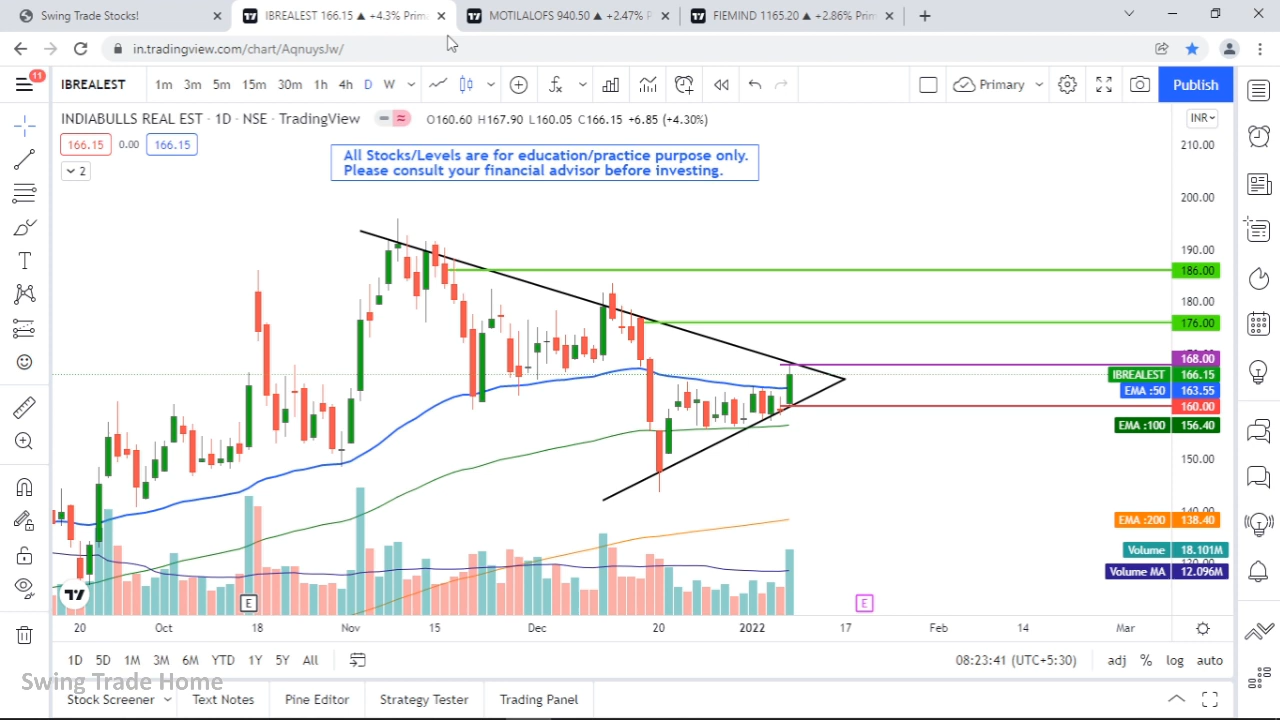 Swing Trade Stocks!
IBREALEST 166.15 ▲ +4.3% Prim
MOTILALOFS 940.50 ▲ +2.47% P
FIEMIND 1165.20 ▲ +2.86% Prim
in.tradingview.com/chart/AqnuysJw/
11
IBREALEST
1m 3m 5m 15m 30m 1h 4h D W
Primary
Publish
INDIABULLS REAL EST · 1D · NSE · TradingView
O160.60 H167.90 L160.05 C166.15 +6.85 (+4.30%)
INR
166.15 0.00 166.15
2
All Stocks/Levels are for education/practice purpose only.
Please consult your financial advisor before investing.
210.00
200.00
190.00
186.00
180.00
176.00
168.00
IBREALEST 166.15
EMA :50 163.55
160.00
EMA :100 156.40
150.00
140.00
EMA :200 138.40
Volume 18.101M
Volume MA 12.096M
E
E
20 Oct 18 Nov 15 Dec 20 2022 17 Feb 14 Mar
1D 5D 1M 3M 6M YTD 1Y 5Y All
08:23:41 (UTC+5:30) adj % log auto
Swing Trade Home
Stock Screener Text Notes Pine Editor Strategy Tester Trading Panel